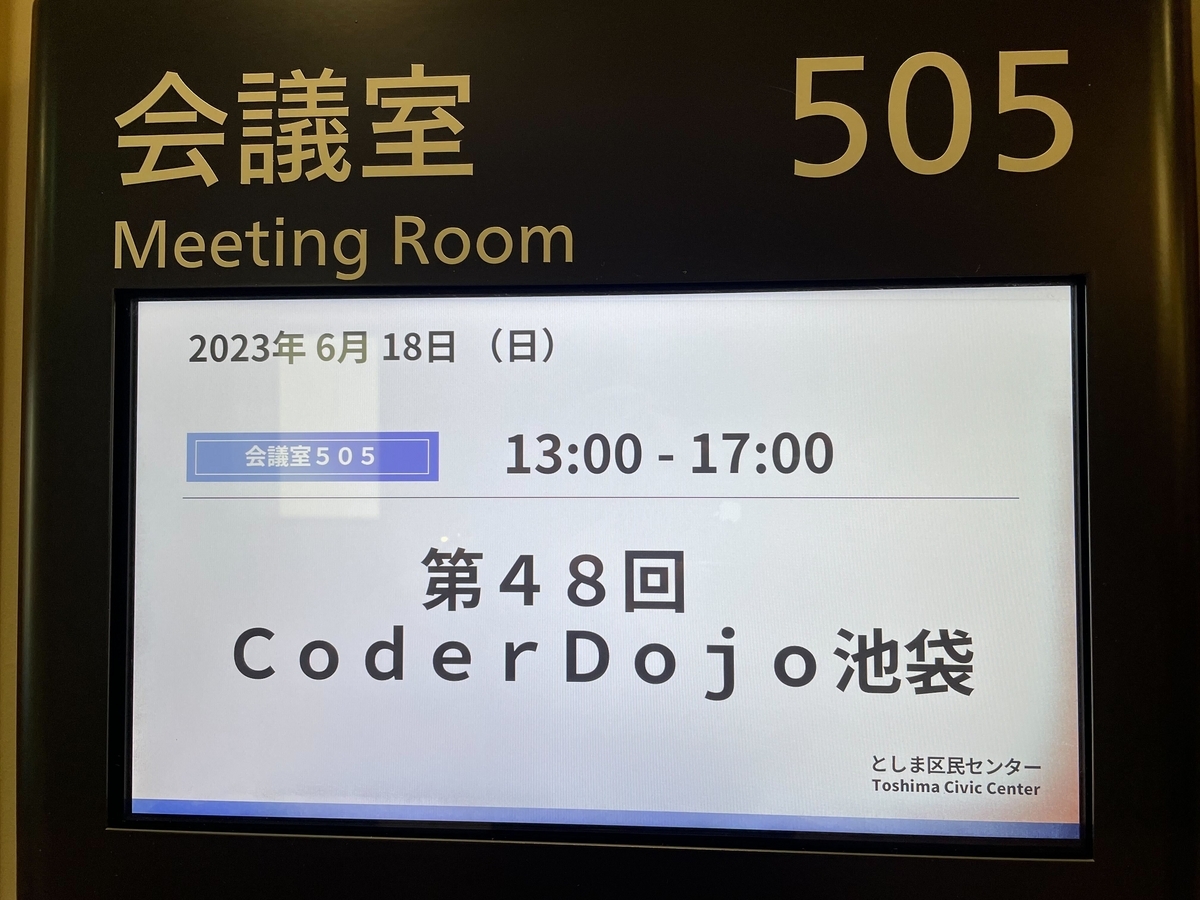 会議室 505
Meeting Room
2023年 6月 18日 （日）
会議室５０５ 13:00 - 17:00
第４８回
ＣｏｄｅｒＤｏｊｏ池袋
としま区民センター
Toshima Civic Center